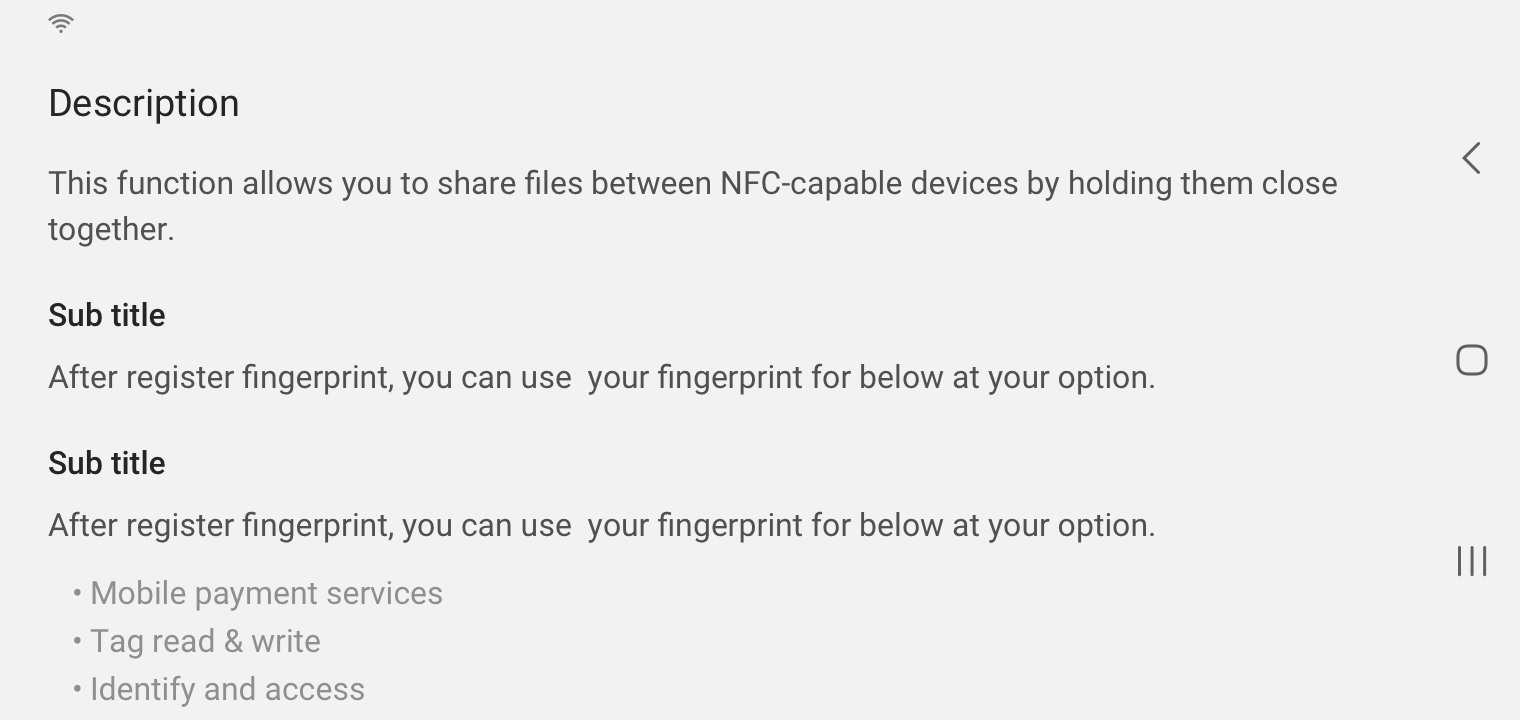 Description
This function allows you to share files between NFC-capable devices by holding them close
together.
Sub title
After register fingerprint, you can use  your fingerprint for below at your option.
Sub title
After register fingerprint, you can use  your fingerprint for below at your option.
• Mobile payment services
• Tag read & write
• Identify and access